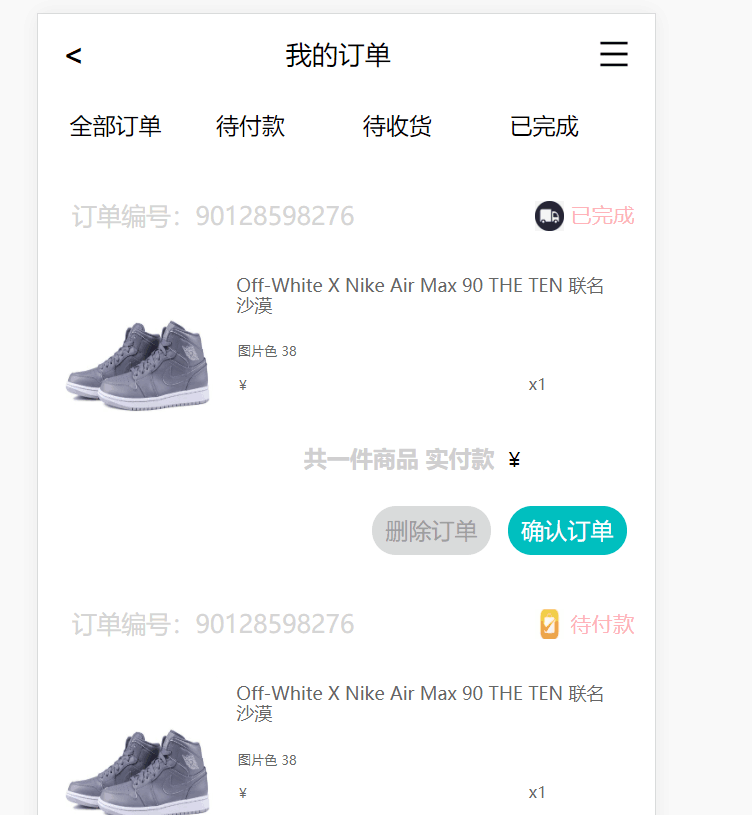 < 我的订单
全部订单 待付款 待收货 已完成
订单编号：90128598276 已完成
Off-White X Nike Air Max 90 THE TEN 联名
沙漠
图片色 38
¥ x1
共一件商品 实付款 ¥
删除订单 确认订单
订单编号：90128598276 待付款
Off-White X Nike Air Max 90 THE TEN 联名
沙漠
图片色 38
¥ x1